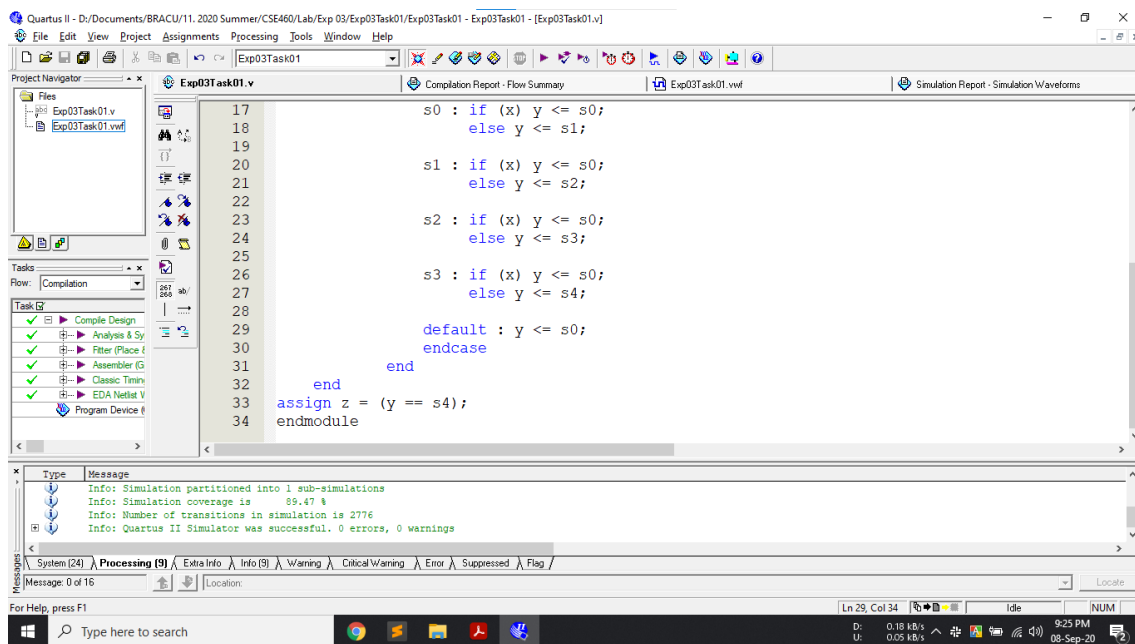 Quartus II - D:/Documents/BRACU/11. 2020 Summer/CSE460/Lab/Exp 03/Exp03Task01/Exp03Task01 - Exp03Task01 - [Exp03Task01.v]
File Edit View Project Assignments Processing Tools Window Help
Exp03Task01
Project Navigator
Files
Exp03Task01.v
Exp03Task01.vwf
Exp03Task01.v
Compilation Report - Flow Summary
Exp03Task01.vwf
Simulation Report - Simulation Waveforms
17 s0 : if (x) y <= s0;
18 else y <= s1;
19
20 s1 : if (x) y <= s0;
21 else y <= s2;
22
23 s2 : if (x) y <= s0;
24 else y <= s3;
25
26 s3 : if (x) y <= s0;
27 else y <= s4;
28
29 default : y <= s0;
30 endcase
31 end
32 end
33 assign z = (y == s4);
34 endmodule
267
268 ab/
Tasks
Flow: Compilation
Task
Compile Design
Analysis & Sy
Fitter (Place &
Assembler (G
Classic Timin
EDA Netlist W
Program Device (
Type Message
Info: Simulation partitioned into 1 sub-simulations
Info: Simulation coverage is 89.47 %
Info: Number of transitions in simulation is 2776
Info: Quartus II Simulator was successful. 0 errors, 0 warnings
System (24) Processing (9) Extra Info Info (9) Warning Critical Warning Error Suppressed Flag
Messages
Message: 0 of 16 Location: Locate
For Help, press F1 Ln 29, Col 34 Idle NUM
Type here to search
D: 0.18 kB/s
U: 0.05 kB/s
9:25 PM
08-Sep-20
2